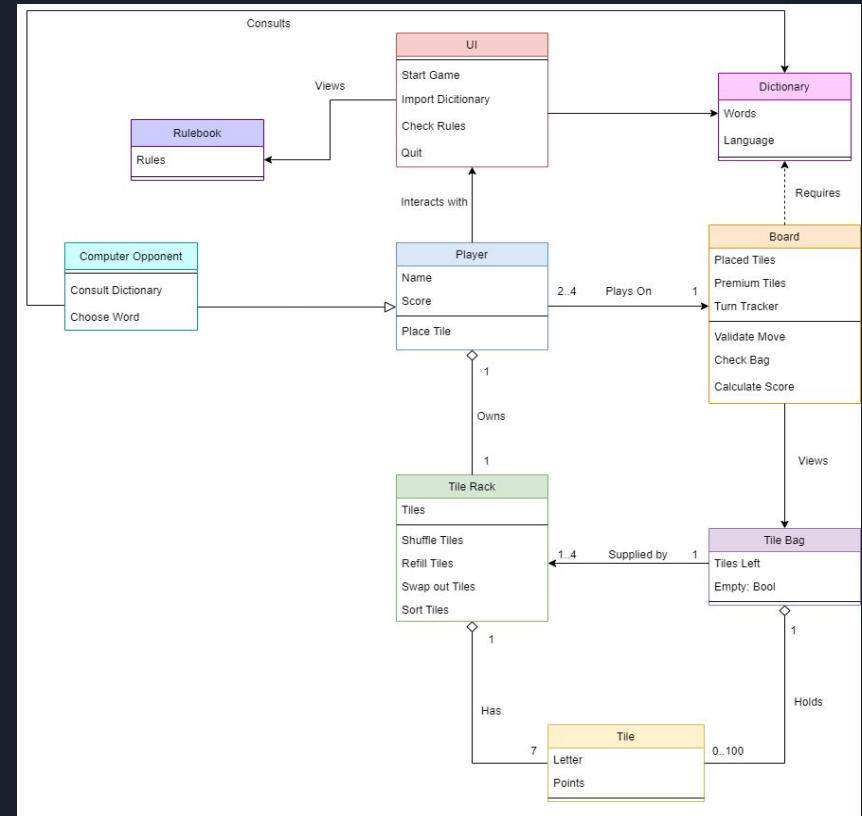 Consults
UI
Start Game
Import Dicitionary
Check Rules
Quit
Views
Dictionary
Words
Language
Rulebook
Rules
Interacts with
Requires
Computer Opponent
Consult Dictionary
Choose Word
Player
Name
Score
Place Tile
2..4 Plays On 1
Board
Placed Tiles
Premium Tiles
Turn Tracker
Validate Move
Check Bag
Calculate Score
1
Owns
1
Views
Tile Rack
Tiles
Shuffle Tiles
Refill Tiles
Swap out Tiles
Sort Tiles
1..4 Supplied by 1
Tile Bag
Tiles Left
Empty: Bool
1
1
Has
Holds
7
Tile
Letter
Points
0..100